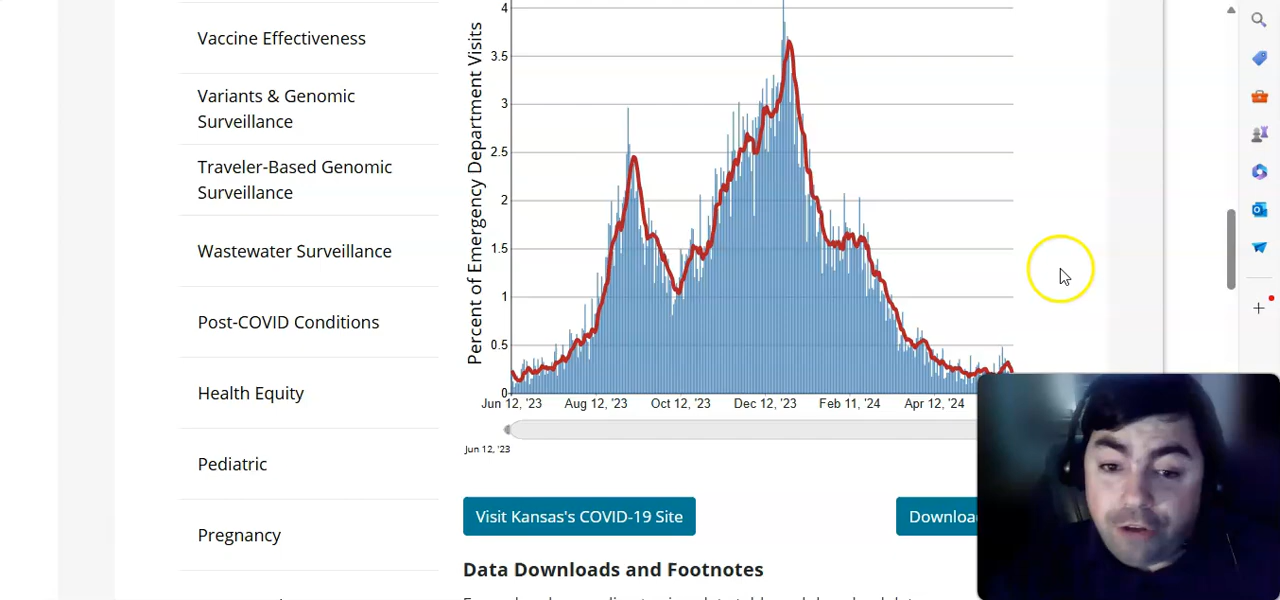 Vaccine Effectiveness
Variants & Genomic
Surveillance
Traveler-Based Genomic
Surveillance
Wastewater Surveillance
Post-COVID Conditions
Health Equity
Pediatric
Pregnancy
Percent of Emergency Department Visits
4
3.5
3
2.5
2
1.5
1
0.5
0
Jun 12, '23 Aug 12, '23 Oct 12, '23 Dec 12, '23 Feb 11, '24 Apr 12, '24
Jun 12, '23
Visit Kansas's COVID-19 Site
Data Downloads and Footnotes